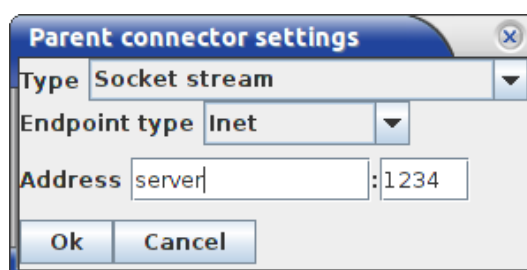 Parent connector settings
Type Socket stream
Endpoint type Inet
Address server :1234
Ok Cancel